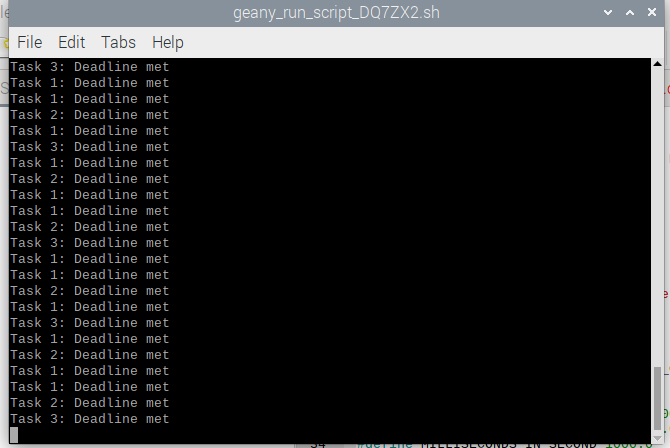 geany_run_script_DQ7ZX2.sh
File Edit Tabs Help
Task 3: Deadline met
Task 1: Deadline met
Task 1: Deadline met
Task 2: Deadline met
Task 1: Deadline met
Task 3: Deadline met
Task 1: Deadline met
Task 2: Deadline met
Task 1: Deadline met
Task 1: Deadline met
Task 2: Deadline met
Task 3: Deadline met
Task 1: Deadline met
Task 1: Deadline met
Task 2: Deadline met
Task 1: Deadline met
Task 3: Deadline met
Task 1: Deadline met
Task 2: Deadline met
Task 1: Deadline met
Task 1: Deadline met
Task 2: Deadline met
Task 3: Deadline met